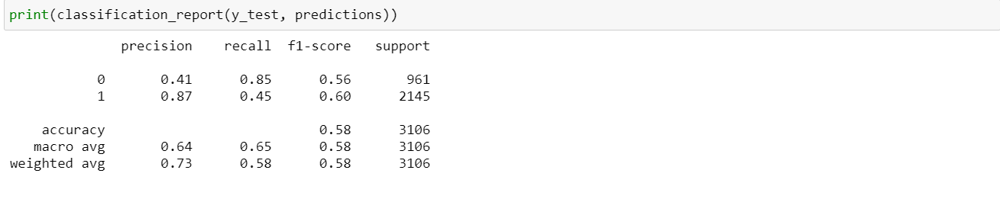 print(classification_report(y_test, predictions))
precision recall f1-score support
0 0.41 0.85 0.56 961
1 0.87 0.45 0.60 2145
accuracy 0.58 3106
macro avg 0.64 0.65 0.58 3106
weighted avg 0.73 0.58 0.58 3106